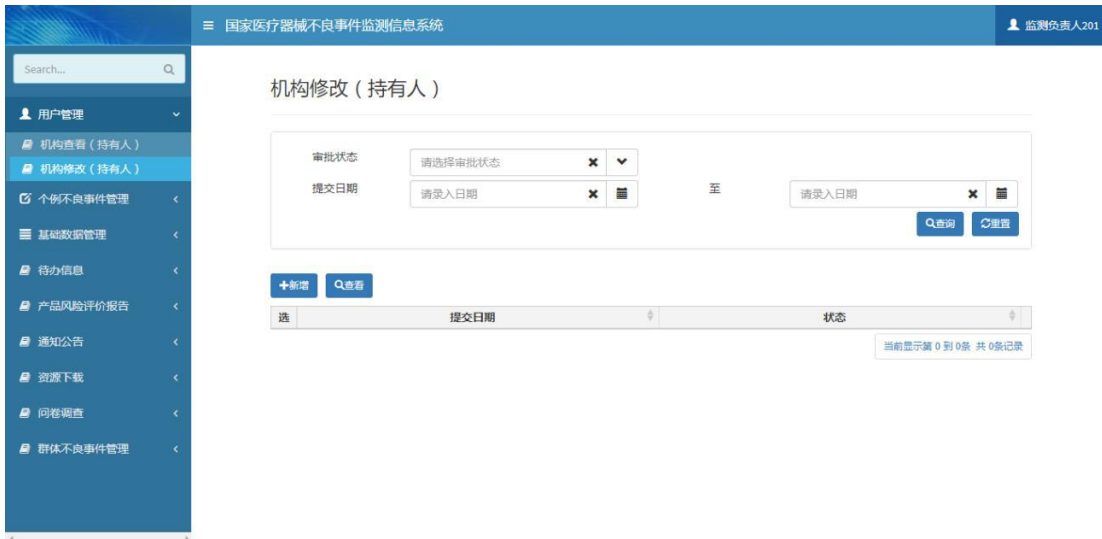 国家医疗器械不良事件监测信息系统
监测负责人201
Search...
用户管理
机构查看（持有人）
机构修改（持有人）
个例不良事件管理
基础数据管理
待办信息
产品风险评价报告
通知公告
资源下载
问卷调查
群体不良事件管理
机构修改（持有人）
审批状态 请选择审批状态
提交日期 请录入日期 至 请录入日期
查询 重置
新增 查看
选 提交日期 状态
当前显示第 0 到 0条 共 0条记录